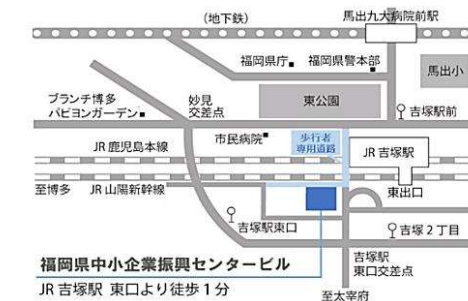 (地下鉄)
馬出九大病院前駅
福岡県庁
福岡県警本部
馬出小
ブランチ博多
パピヨンガーデン
妙見
交差点
東公園
吉塚駅前
市民病院
歩行者
専用道路
JR 吉塚駅
JR 鹿児島本線
至博多
JR 山陽新幹線
東出口
吉塚駅東口
吉塚 2 丁目
福岡県中小企業振興センタービル
JR 吉塚駅 東口より徒歩 1 分
吉塚駅
東口交差点
至太宰府